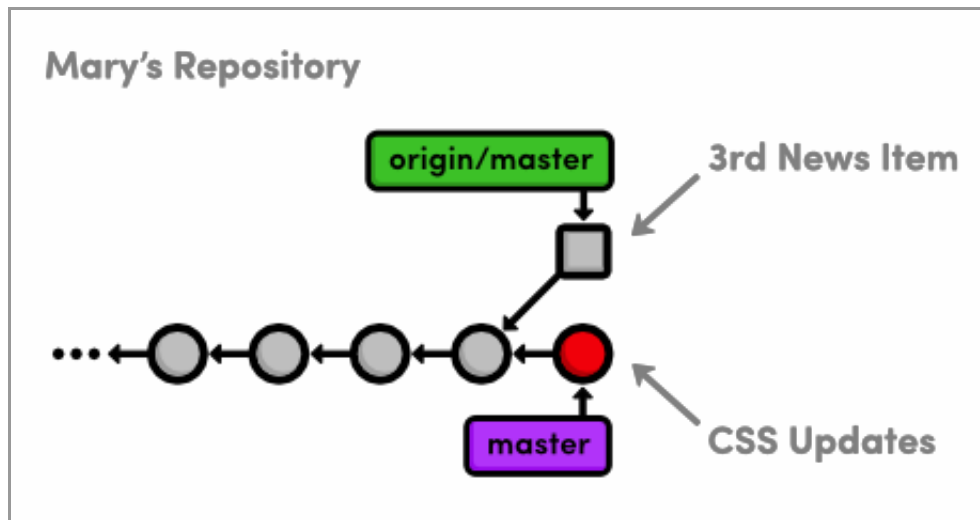 Mary's Repository
origin/master
3rd News Item
master
CSS Updates